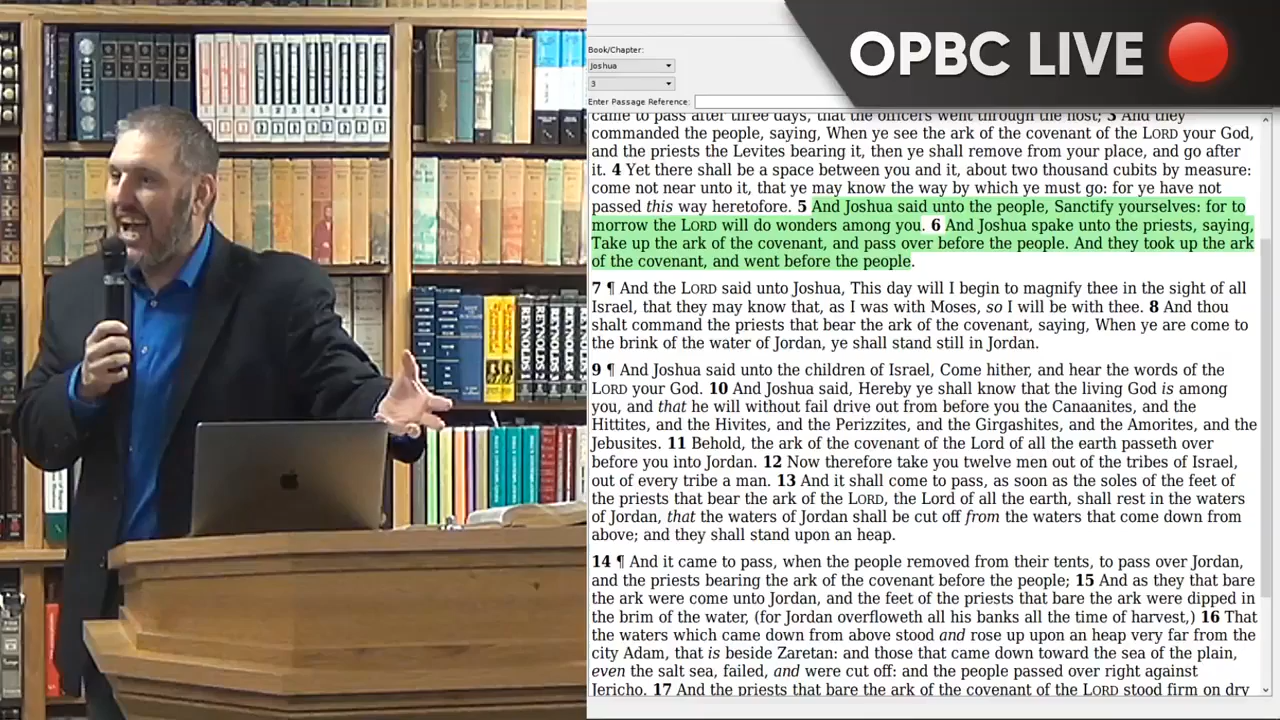 OPBC LIVE
Book/Chapter:
Joshua
3
Enter Passage Reference:
came to pass after three days, that the officers went through the host; 3 And they
commanded the people, saying, When ye see the ark of the covenant of the LORD your God,
and the priests the Levites bearing it, then ye shall remove from your place, and go after
it. 4 Yet there shall be a space between you and it, about two thousand cubits by measure:
come not near unto it, that ye may know the way by which ye must go: for ye have not
passed this way heretofore. 5 And Joshua said unto the people, Sanctify yourselves: for to
morrow the LORD will do wonders among you. 6 And Joshua spake unto the priests, saying,
Take up the ark of the covenant, and pass over before the people. And they took up the ark
of the covenant, and went before the people.
7 ¶ And the LORD said unto Joshua, This day will I begin to magnify thee in the sight of all
Israel, that they may know that, as I was with Moses, so I will be with thee. 8 And thou
shalt command the priests that bear the ark of the covenant, saying, When ye are come to
the brink of the water of Jordan, ye shall stand still in Jordan.
9 ¶ And Joshua said unto the children of Israel, Come hither, and hear the words of the
LORD your God. 10 And Joshua said, Hereby ye shall know that the living God is among
you, and that he will without fail drive out from before you the Canaanites, and the
Hittites, and the Hivites, and the Perizzites, and the Girgashites, and the Amorites, and the
Jebusites. 11 Behold, the ark of the covenant of the Lord of all the earth passeth over
before you into Jordan. 12 Now therefore take you twelve men out of the tribes of Israel,
out of every tribe a man. 13 And it shall come to pass, as soon as the soles of the feet of
the priests that bear the ark of the LORD, the Lord of all the earth, shall rest in the waters
of Jordan, that the waters of Jordan shall be cut off from the waters that come down from
above; and they shall stand upon an heap.
14 ¶ And it came to pass, when the people removed from their tents, to pass over Jordan,
and the priests bearing the ark of the covenant before the people; 15 And as they that bare
the ark were come unto Jordan, and the feet of the priests that bare the ark were dipped in
the brim of the water, (for Jordan overfloweth all his banks all the time of harvest,) 16 That
the waters which came down from above stood and rose up upon an heap very far from the
city Adam, that is beside Zaretan: and those that came down toward the sea of the plain,
even the salt sea, failed, and were cut off: and the people passed over right against
Jericho. 17 And the priests that bare the ark of the covenant of the LORD stood firm on dry
REYNOLDS 1
REYNOLDS 2
REYNOLDS
REYNOLDS